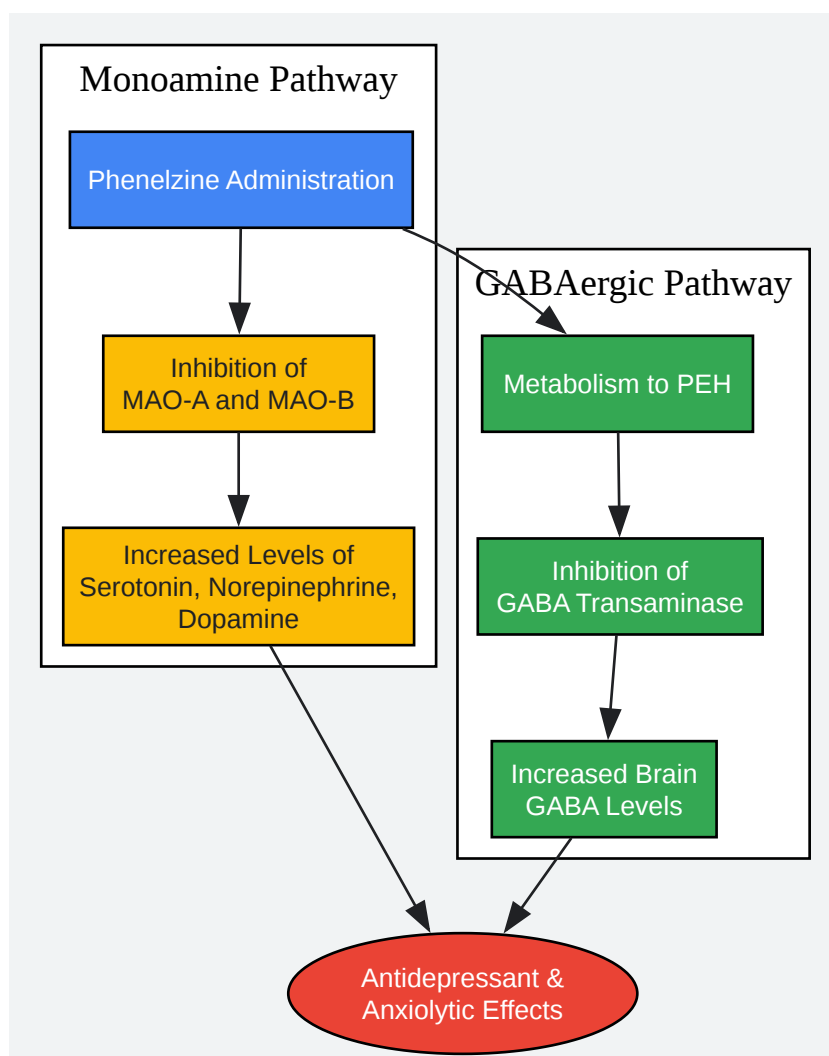 Monoamine Pathway
Phenelzine Administration
Inhibition of
MAO-A and MAO-B
Increased Levels of
Serotonin, Norepinephrine,
Dopamine
GABAergic Pathway
Metabolism to PEH
Inhibition of
GABA Transaminase
Increased Brain
GABA Levels
Antidepressant &
Anxiolytic Effects